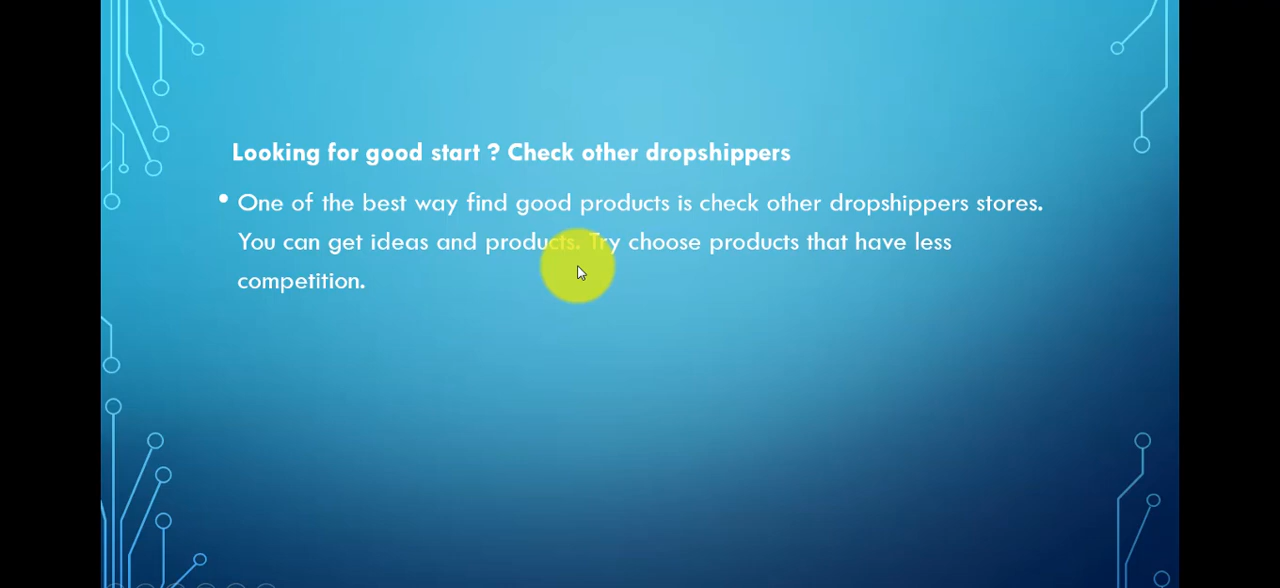 Looking for good start ? Check other dropshippers
• One of the best way find good products is check other dropshippers stores.
You can get ideas and products. Try choose products that have less
competition.